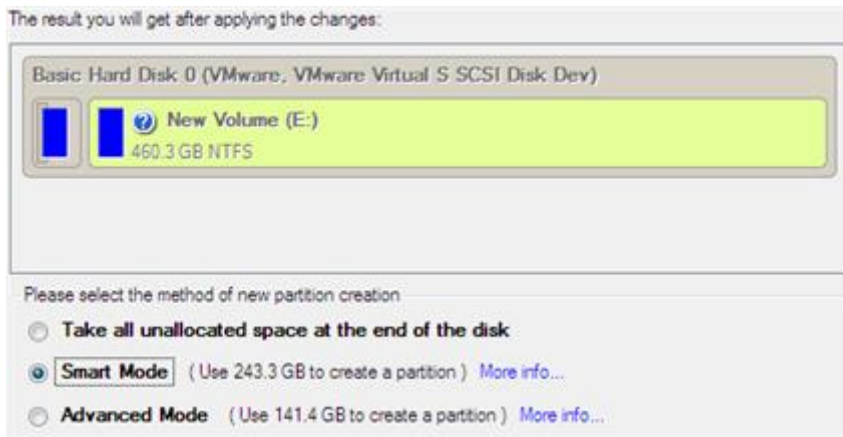 The result you will get after applying the changes:
Basic Hard Disk 0 (VMware, VMware Virtual S SCSI Disk Dev)
New Volume (E:)
460.3 GB NTFS
Please select the method of new partition creation
Take all unallocated space at the end of the disk
Smart Mode ( Use 243.3 GB to create a partition ) More info...
Advanced Mode ( Use 141.4 GB to create a partition ) More info...